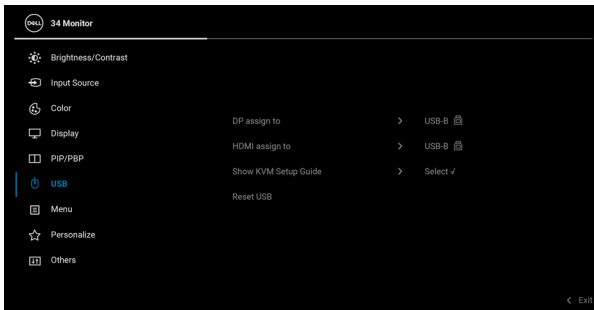 DELL 34 Monitor
Brightness/Contrast
Input Source
Color
DP assign to > USB-B
Display
HDMI assign to > USB-B
PIP/PBP
Show KVM Setup Guide > Select √
USB
Reset USB
Menu
Personalize
Others
< Exit